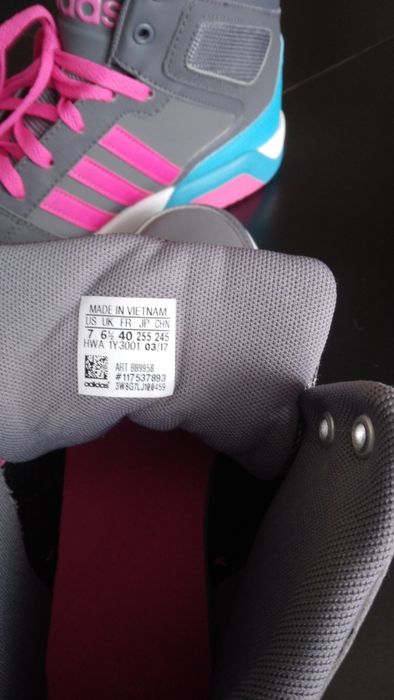 adidas
MADE IN VIETNAM
US UK FR JP CHN
7 6½ 40 255 245
HWA 1Y3001 03/17
ART BB9958
#117537893
adidas 3W8G7LJ100459